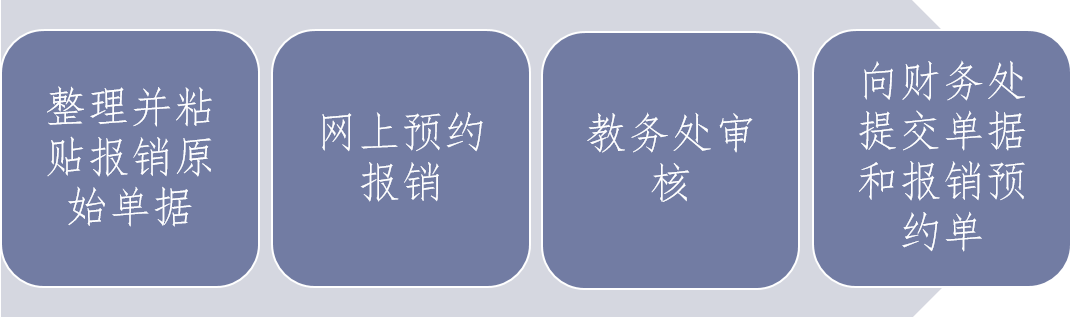 整理并粘
贴报销原
始单据
网上预约
报销
教务处审
核
向财务处
提交单据
和报销预
约单